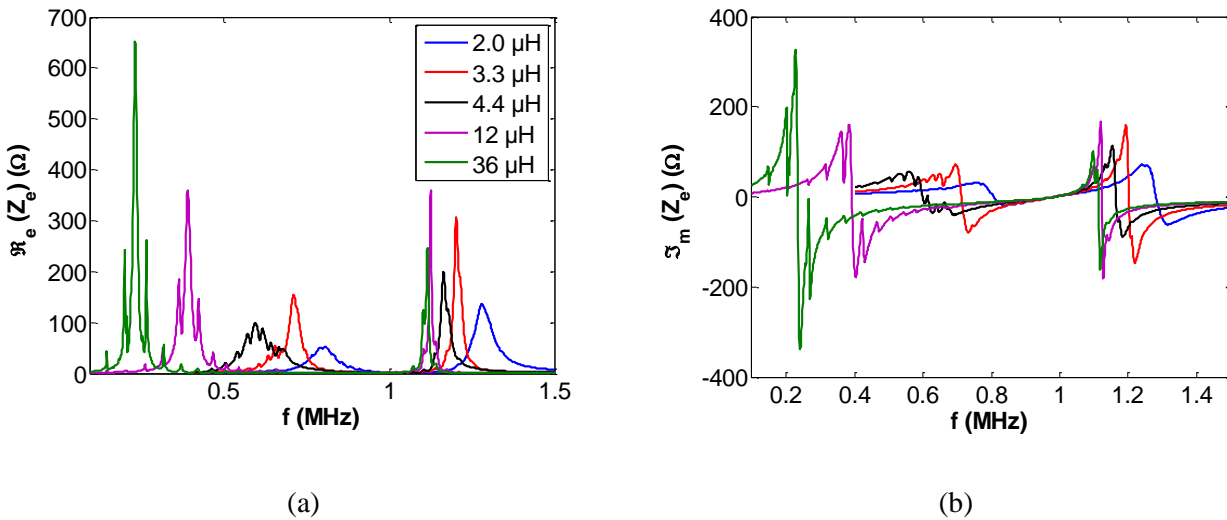 700
600
500
400
300
200
100
0
0.5
1
1.5
f (MHz)
ℜe (Ze) (Ω)
2.0 µH
3.3 µH
4.4 µH
12 µH
36 µH
(a)
400
200
0
-200
-400
0.2
0.4
0.6
0.8
1
1.2
1.4
f (MHz)
ℑm (Ze) (Ω)
(b)